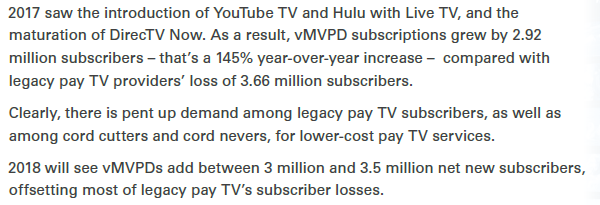 2017 saw the introduction of YouTube TV and Hulu with Live TV, and the
maturation of DirecTV Now. As a result, vMVPD subscriptions grew by 2.92
million subscribers – that's a 145% year-over-year increase – compared with
legacy pay TV providers' loss of 3.66 million subscribers.
Clearly, there is pent up demand among legacy pay TV subscribers, as well as
among cord cutters and cord nevers, for lower-cost pay TV services.
2018 will see vMVPDs add between 3 million and 3.5 million net new subscribers,
offsetting most of legacy pay TV's subscriber losses.